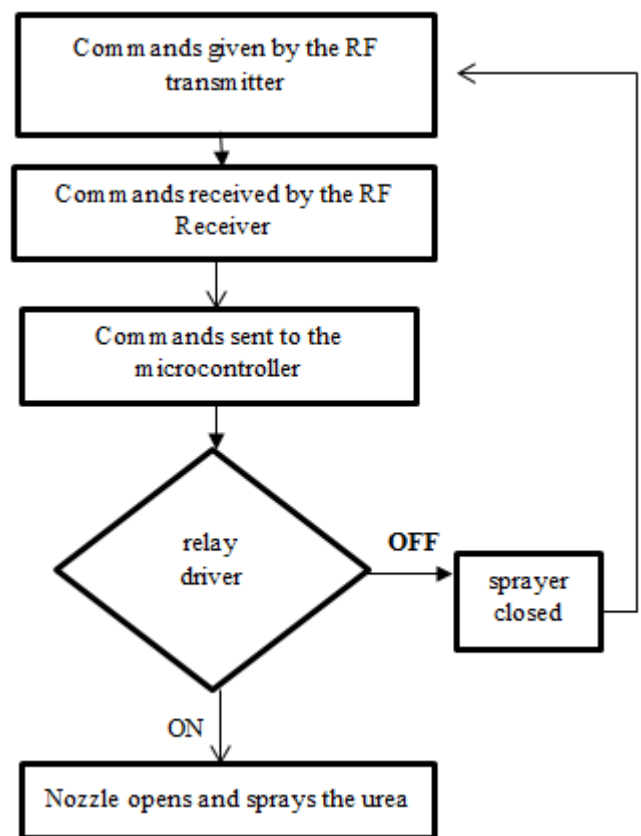 Commands given by the RF
transmitter
Commands received by the RF
Receiver
Commands sent to the
microcontroller
relay
driver
OFF
sprayer
closed
ON
Nozzle opens and sprays the urea